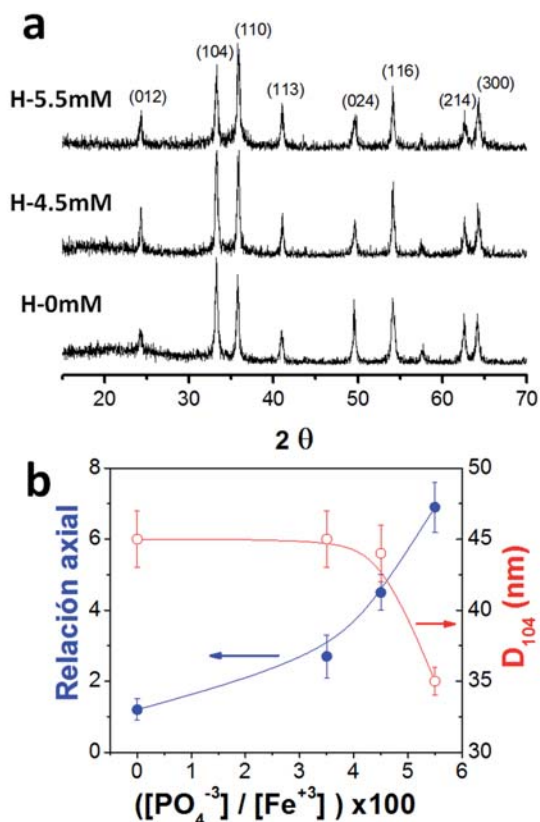 a
(110)
(104)
(116)
(300)
H-5.5mM
(012)
(113)
(024)
(214)
H-4.5mM
H-0mM
20 30 40 50 60 70
2 θ
b
8 50
6 45
4 40
2 35
0 30
0 1 2 3 4 5 6
Relación axial
D₁₀₄ (nm)
([PO₄⁻³] / [Fe⁺³] ) x100